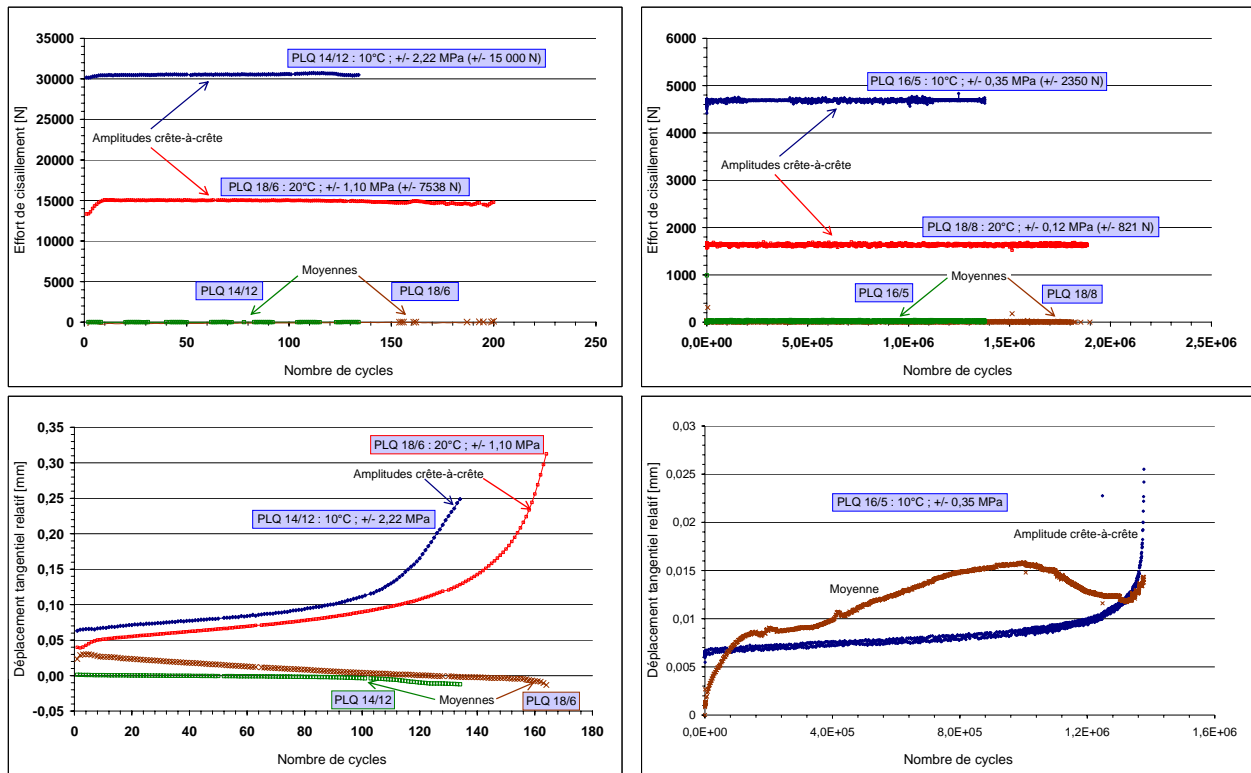 Effort de cisaillement [N]
35000
30000
25000
20000
15000
10000
5000
0
PLQ 14/12 : 10°C ; +/- 2,22 MPa (+/- 15 000 N)
Amplitudes crête-à-crête
PLQ 18/6 : 20°C ; +/- 1,10 MPa (+/- 7538 N)
Moyennes
PLQ 14/12
PLQ 18/6
0 50 100 150 200 250
Nombre de cycles
Effort de cisaillement [N]
6000
5000
4000
3000
2000
1000
0
PLQ 16/5 : 10°C ; +/- 0,35 MPa (+/- 2350 N)
Amplitudes crête-à-crête
PLQ 18/8 : 20°C ; +/- 0,12 MPa (+/- 821 N)
Moyennes
PLQ 16/5
PLQ 18/8
0,0E+00 5,0E+05 1,0E+06 1,5E+06 2,0E+06 2,5E+06
Nombre de cycles
Déplacement tangentiel relatif [mm]
0,35
0,30
0,25
0,20
0,15
0,10
0,05
0,00
-0,05
PLQ 18/6 : 20°C ; +/- 1,10 MPa
Amplitudes crête-à-crête
PLQ 14/12 : 10°C ; +/- 2,22 MPa
PLQ 14/12
Moyennes
PLQ 18/6
0 20 40 60 80 100 120 140 160 180
Nombre de cycles
Déplacement tangentiel relatif [mm]
0,03
0,025
0,02
0,015
0,01
0,005
0
PLQ 16/5 : 10°C ; +/- 0,35 MPa
Amplitude crête-à-crête
Moyenne
0,0E+00 4,0E+05 8,0E+05 1,2E+06 1,6E+06
Nombre de cycles